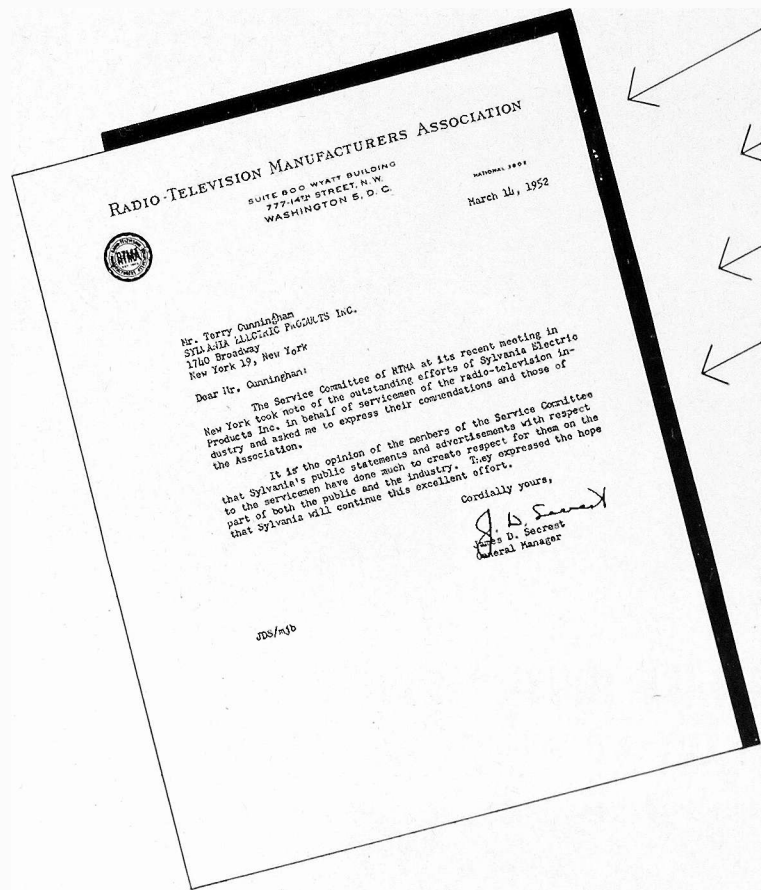 RADIO-TELEVISION MANUFACTURERS ASSOCIATION
SUITE 800 WYATT BUILDING
777-14TH STREET, N.W.
WASHINGTON 5, D. C.
NATIONAL 3902
March 14, 1952
RTMA
Mr. Terry Cunningham
SYLVANIA ELECTRIC PRODUCTS INC.
1740 Broadway
New York 19, New York
Dear Mr. Cunningham:
The Service Committee of RTMA at its recent meeting in
New York took note of the outstanding efforts of Sylvania Electric
Products Inc. in behalf of servicemen of the radio-television in-
dustry and asked me to express their commendations and those of
the Association.
It is the opinion of the members of the Service Committee
that Sylvania's public statements and advertisements with respect
to the servicemen have done much to create respect for them on the
part of both the public and the industry. They expressed the hope
that Sylvania will continue this excellent effort.
Cordially yours,
J. D. Secrest
James D. Secrest
General Manager
JDS/mjb